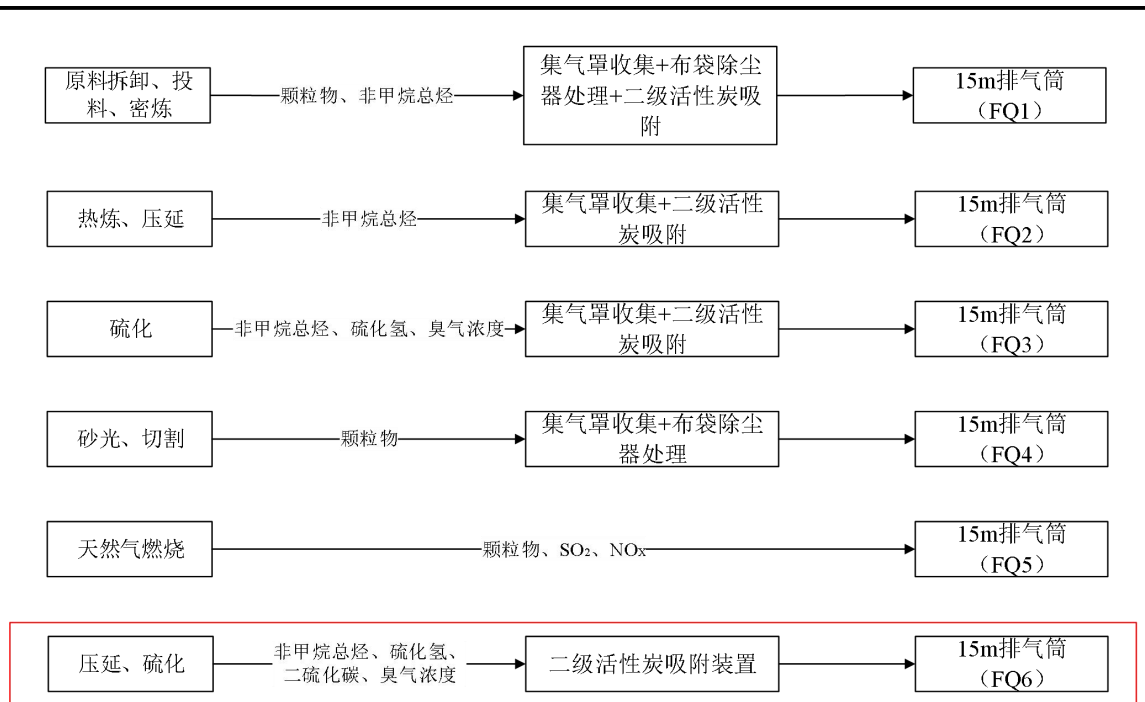 原料拆卸、投
料、密炼
颗粒物、非甲烷总烃
集气罩收集+布袋除尘
器处理+二级活性炭吸
附
15m排气筒
（FQ1）
热炼、压延
非甲烷总烃
集气罩收集+二级活性
炭吸附
15m排气筒
（FQ2）
硫化
非甲烷总烃、硫化氢、臭气浓度
集气罩收集+二级活性
炭吸附
15m排气筒
（FQ3）
砂光、切割
颗粒物
集气罩收集+布袋除尘
器处理
15m排气筒
（FQ4）
天然气燃烧
颗粒物、SO₂、NOx
15m排气筒
（FQ5）
压延、硫化
非甲烷总烃、硫化氢、
二硫化碳、臭气浓度
二级活性炭吸附装置
15m排气筒
（FQ6）